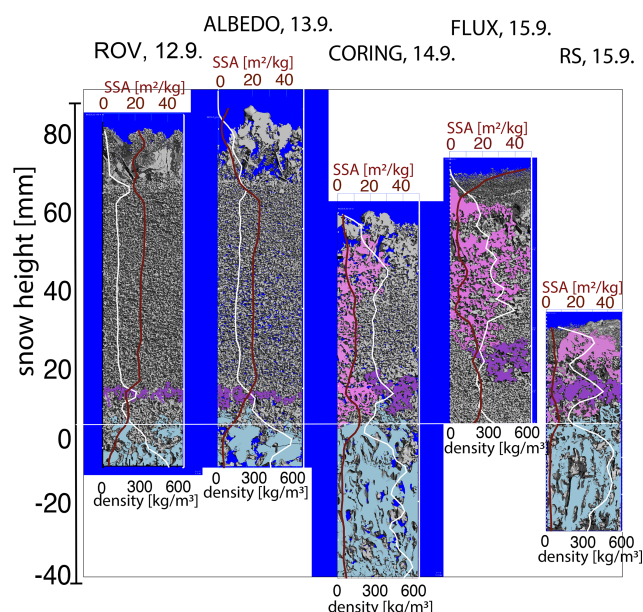 ALBEDO, 13.9.
FLUX, 15.9.
ROV, 12.9.
CORING, 14.9.
RS, 15.9.
SSA [m²/kg]
0 20 40
SSA [m²/kg]
0 20 40
SSA [m²/kg]
0 20 40
SSA [m²/kg]
0 20 40
SSA [m²/kg]
0 20 40
snow height [mm]
80
60
40
20
0
-20
-40
0 300 600
density [kg/m³]
0 300 600
density [kg/m³]
0 300 600
density [kg/m³]
0 300 600
density [kg/m³]
0 300 600
density [kg/m³]